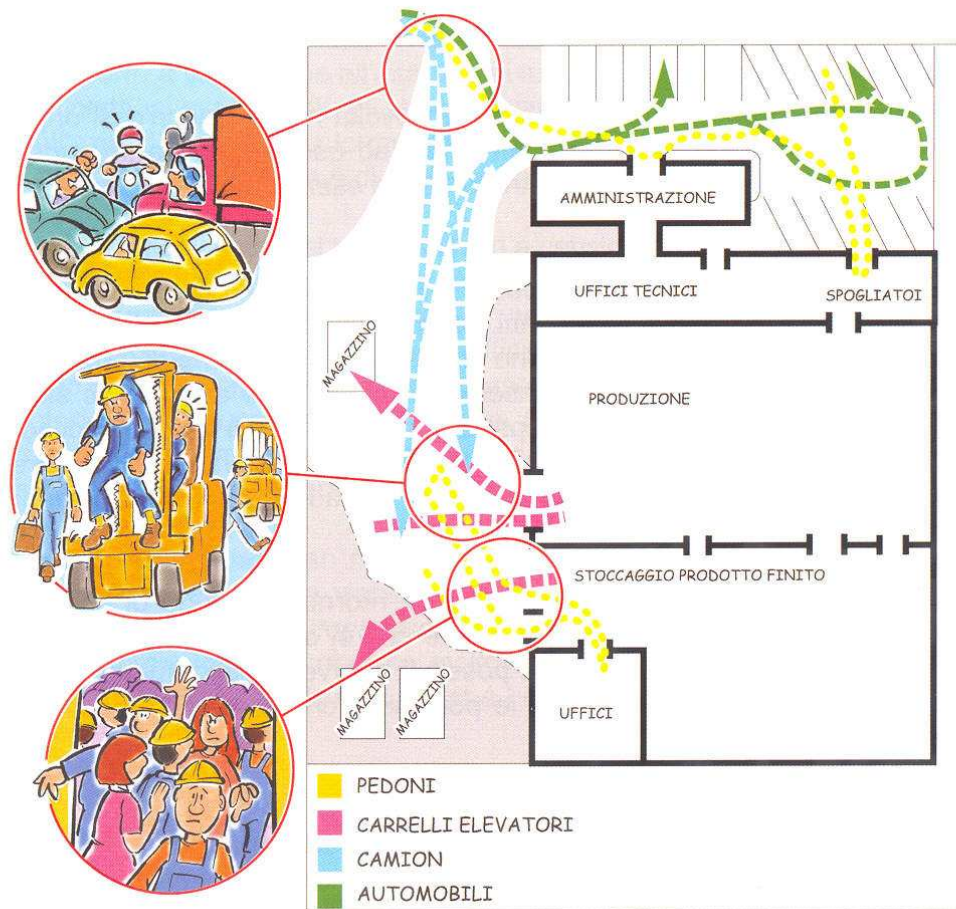 AMMINISTRAZIONE
UFFICI TECNICI
SPOGLIATOI
MAGAZZINO
PRODUZIONE
STOCCAGGIO PRODOTTO FINITO
MAGAZZINO
MAGAZZINO
UFFICI
PEDONI
CARRELLI ELEVATORI
CAMION
AUTOMOBILI